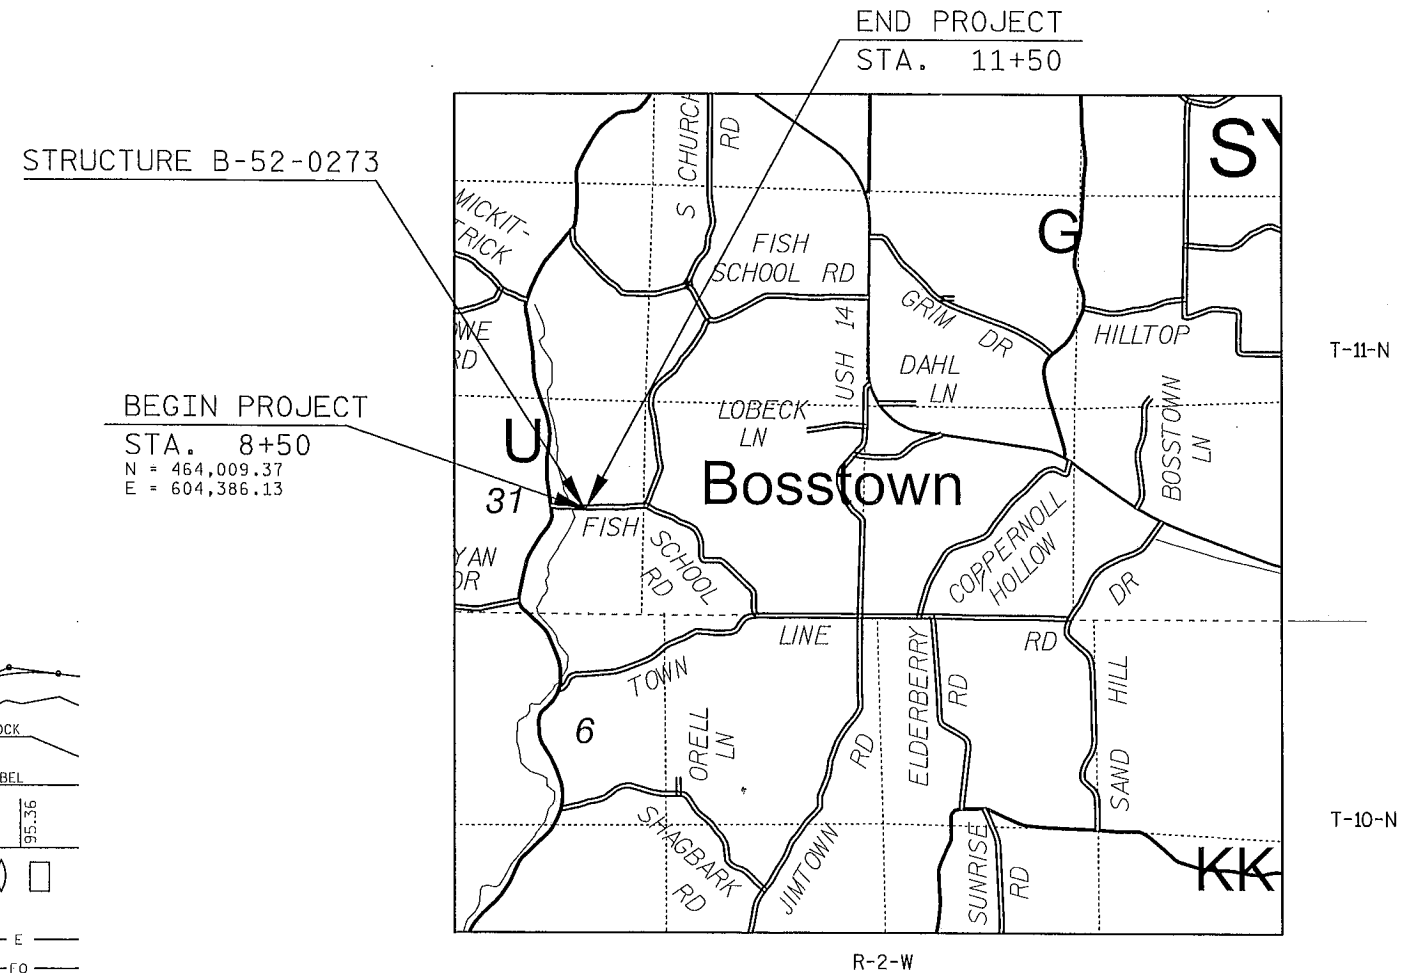 END PROJECT
STA. 11+50
STRUCTURE B-52-0273
BEGIN PROJECT
STA. 8+50
N = 464,009.37
E = 604,386.13
S CHURCH
RD
SY
MICKIT-
TRICK
FISH
SCHOOL RD
G
GRIM DR
HILLTOP
T-11-N
USH 14
DAHL
LN
LOBECK
LN
BOSSTOWN
LN
U
Bosstown
31
FISH SCHOOL
RD
COPPERNOLL
HOLLOW
DR
TOWN LINE RD
ELDERBERRY
RD
SAND HILL
6
ORELL
LN
RD
JIMTOWN
SHAGBARK
RD
SUNRISE
RD
KK
T-10-N
R-2-W
95.36
E
FO